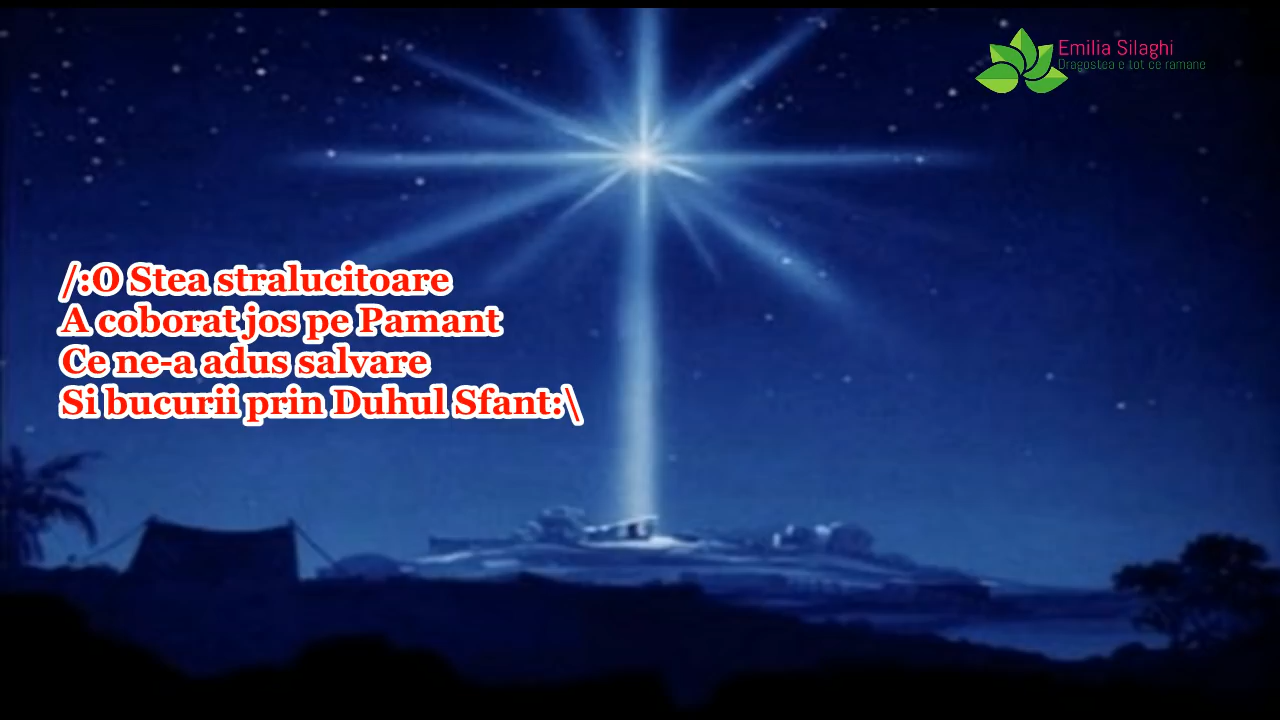 Emilia Silaghi
Dragostea e tot ce ramane
/:O Stea stralucitoare
A coborat jos pe Pamant
Ce ne-a adus salvare
Si bucurii prin Duhul Sfant:\